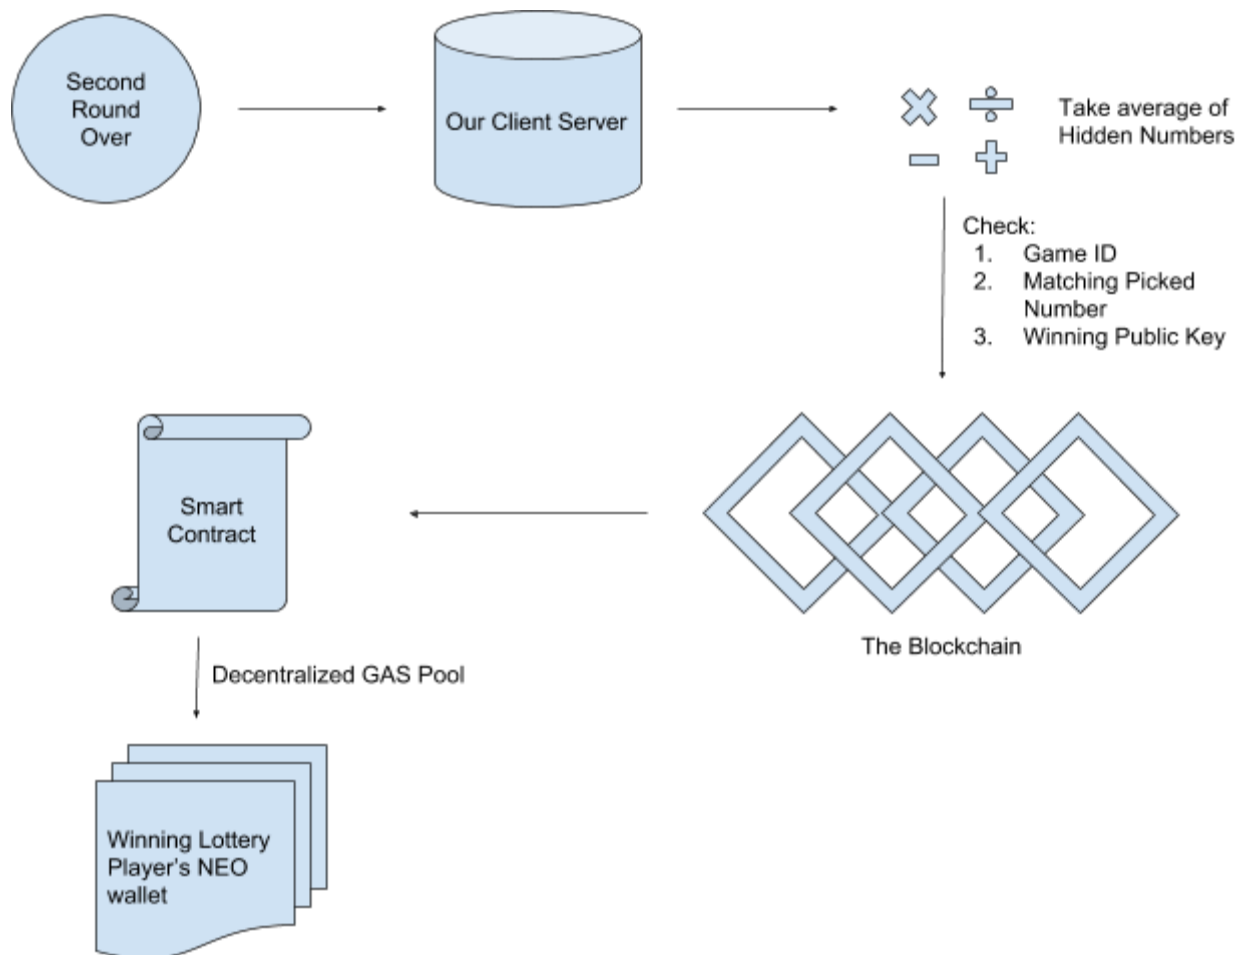 Second
Round
Over
Our Client Server
Take average of
Hidden Numbers
Check:
1. Game ID
2. Matching Picked
Number
3. Winning Public Key
Smart
Contract
The Blockchain
Decentralized GAS Pool
Winning Lottery
Player's NEO
wallet